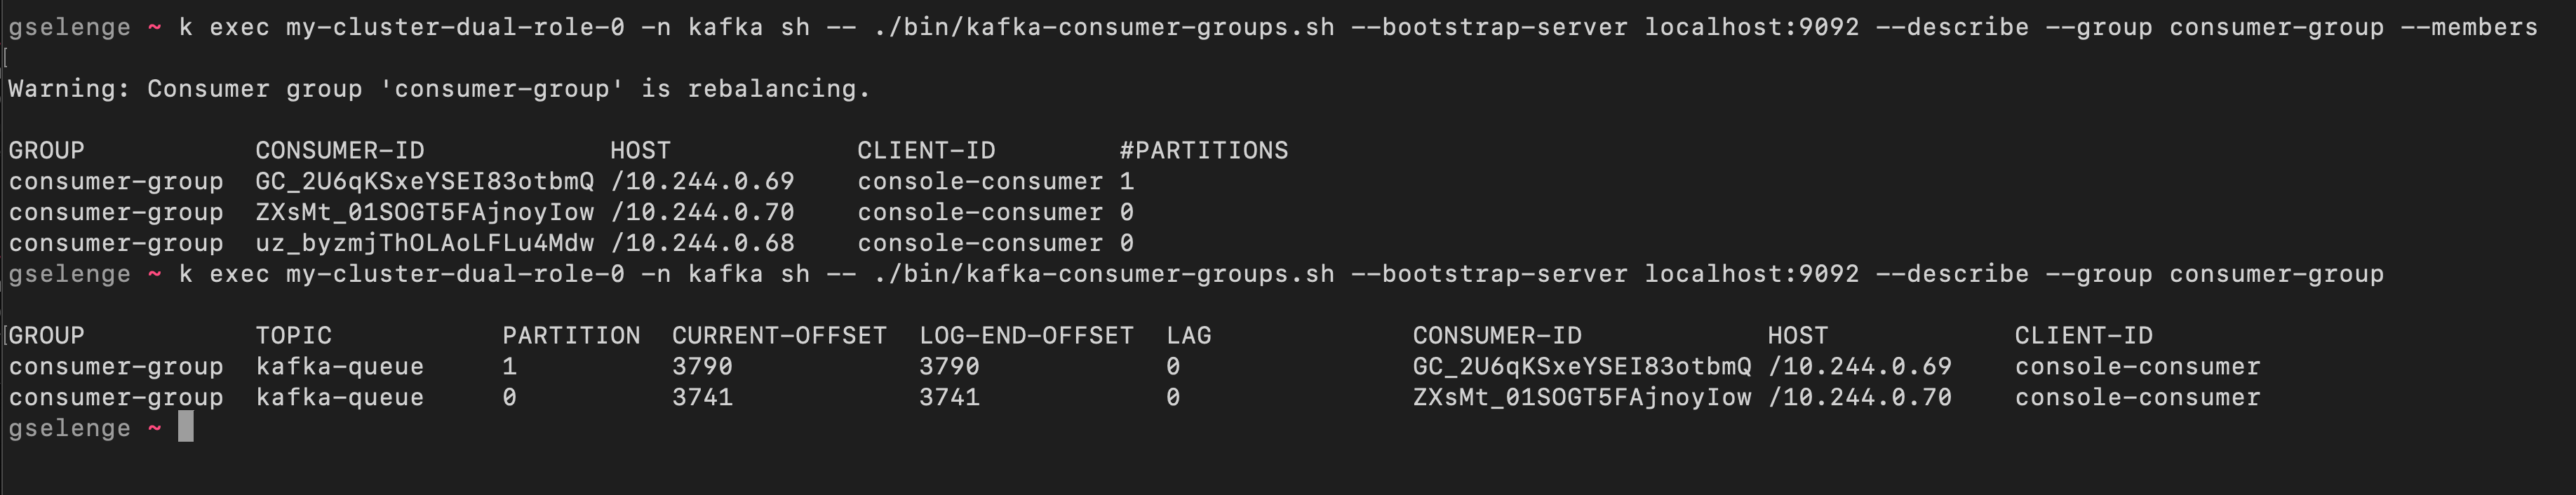 gselenge ~ k exec my-cluster-dual-role-0 -n kafka sh -- ./bin/kafka-consumer-groups.sh --bootstrap-server localhost:9092 --describe --group consumer-group --members
Warning: Consumer group 'consumer-group' is rebalancing.
GROUP CONSUMER-ID HOST CLIENT-ID #PARTITIONS
consumer-group GC_2U6qKSxeYSEI83otbmQ /10.244.0.69 console-consumer 1
consumer-group ZXsMt_01SOGT5FAjnoyIow /10.244.0.70 console-consumer 0
consumer-group uz_byzmjThOLAoLFLu4Mdw /10.244.0.68 console-consumer 0
gselenge ~ k exec my-cluster-dual-role-0 -n kafka sh -- ./bin/kafka-consumer-groups.sh --bootstrap-server localhost:9092 --describe --group consumer-group
GROUP TOPIC PARTITION CURRENT-OFFSET LOG-END-OFFSET LAG CONSUMER-ID HOST CLIENT-ID
consumer-group kafka-queue 1 3790 3790 0 GC_2U6qKSxeYSEI83otbmQ /10.244.0.69 console-consumer
consumer-group kafka-queue 0 3741 3741 0 ZXsMt_01SOGT5FAjnoyIow /10.244.0.70 console-consumer
gselenge ~